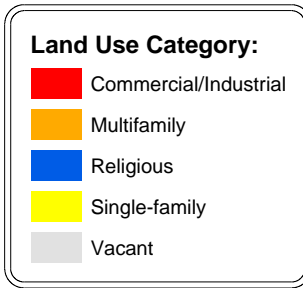 Land Use Category:
Commercial/Industrial
Multifamily
Religious
Single-family
Vacant